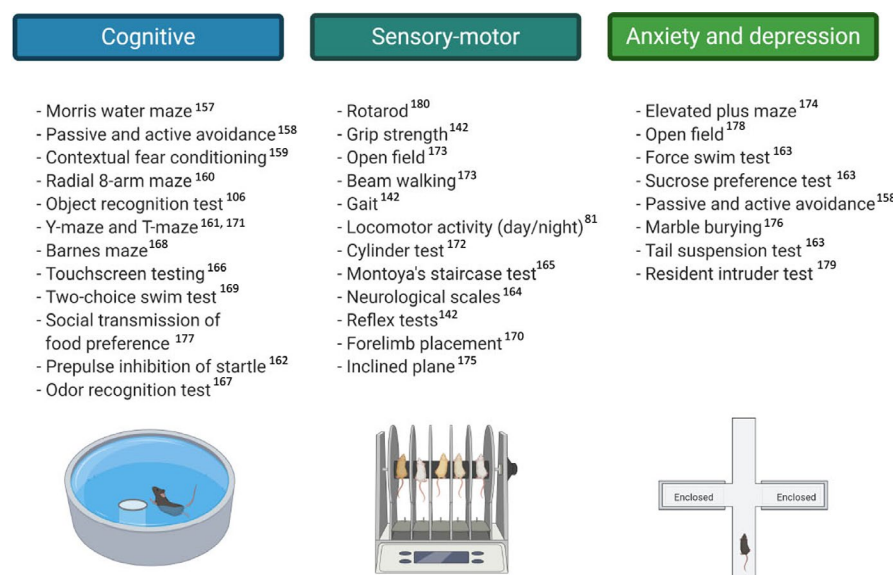 Cognitive
- Morris water maze 157
- Passive and active avoidance 158
- Contextual fear conditioning 159
- Radial 8-arm maze 160
- Object recognition test 106
- Y-maze and T-maze 161, 171
- Barnes maze 168
- Touchscreen testing 166
- Two-choice swim test 169
- Social transmission of
food preference 177
- Prepulse inhibition of startle 162
- Odor recognition test 167
Sensory-motor
- Rotarod 180
- Grip strength 142
- Open field 173
- Beam walking 173
- Gait 142
- Locomotor activity (day/night) 81
- Cylinder test 172
- Montoya's staircase test 165
- Neurological scales 164
- Reflex tests 142
- Forelimb placement 170
- Inclined plane 175
Anxiety and depression
- Elevated plus maze 174
- Open field 178
- Force swim test 163
- Sucrose preference test 163
- Passive and active avoidance 158
- Marble burying 176
- Tail suspension test 163
- Resident intruder test 179
Enclosed
Enclosed